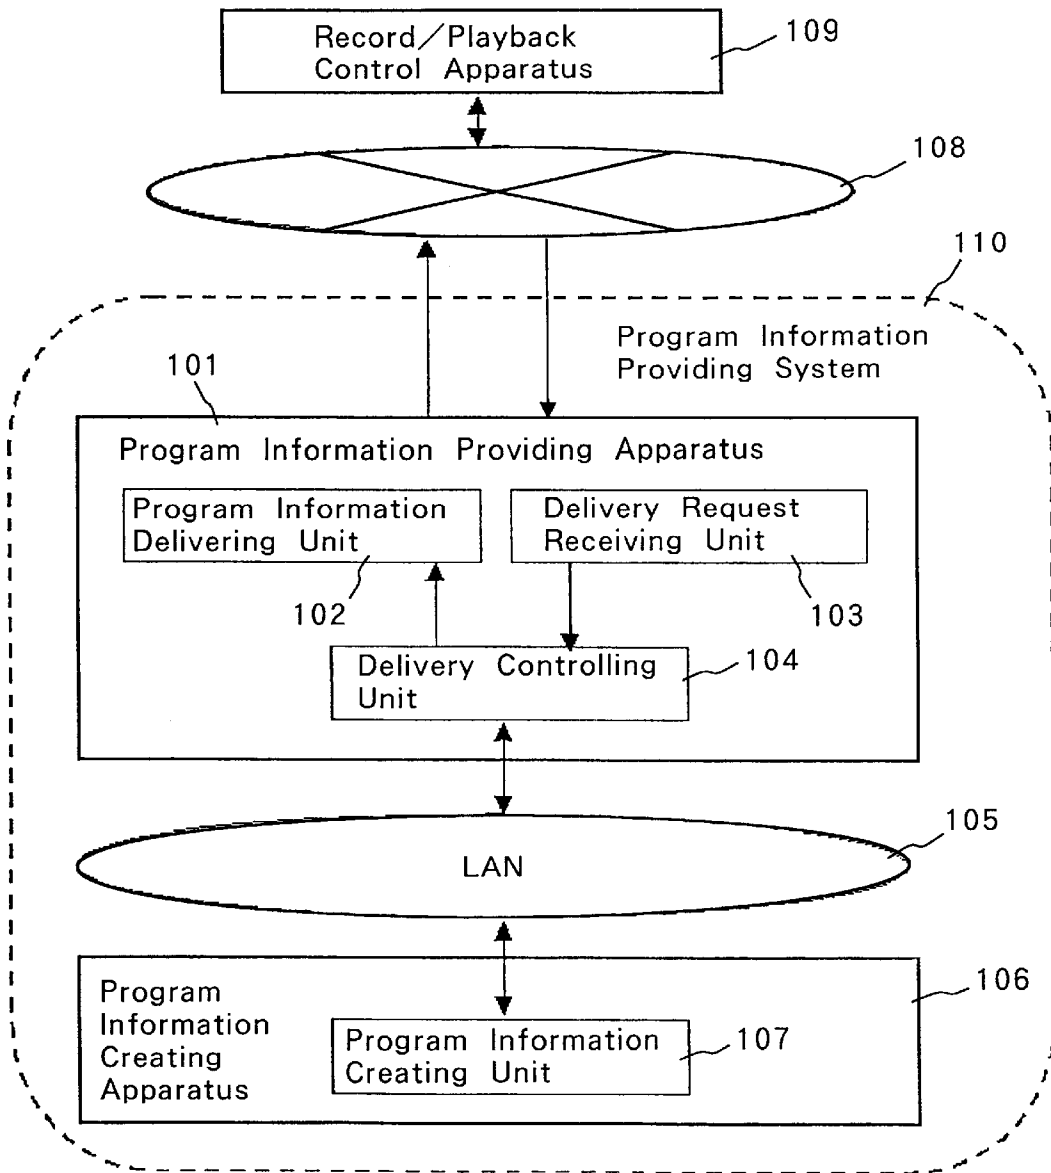 Record/Playback
Control Apparatus
109
108
110
Program Information
Providing System
101
Program Information Providing Apparatus
Program Information
Delivering Unit
Delivery Request
Receiving Unit
102
103
Delivery Controlling
Unit
104
LAN
105
Program
Information
Creating
Apparatus
106
Program Information
Creating Unit
107